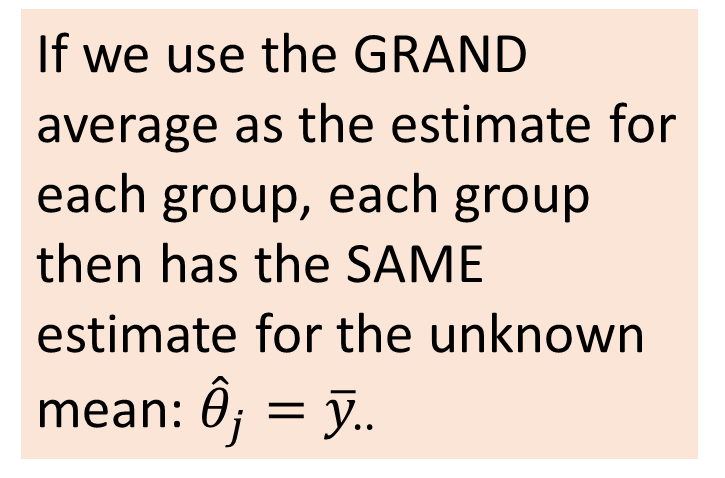 If we use the GRAND
average as the estimate for
each group, each group
then has the SAME
estimate for the unknown
mean: θ̂ⱼ = ȳ..